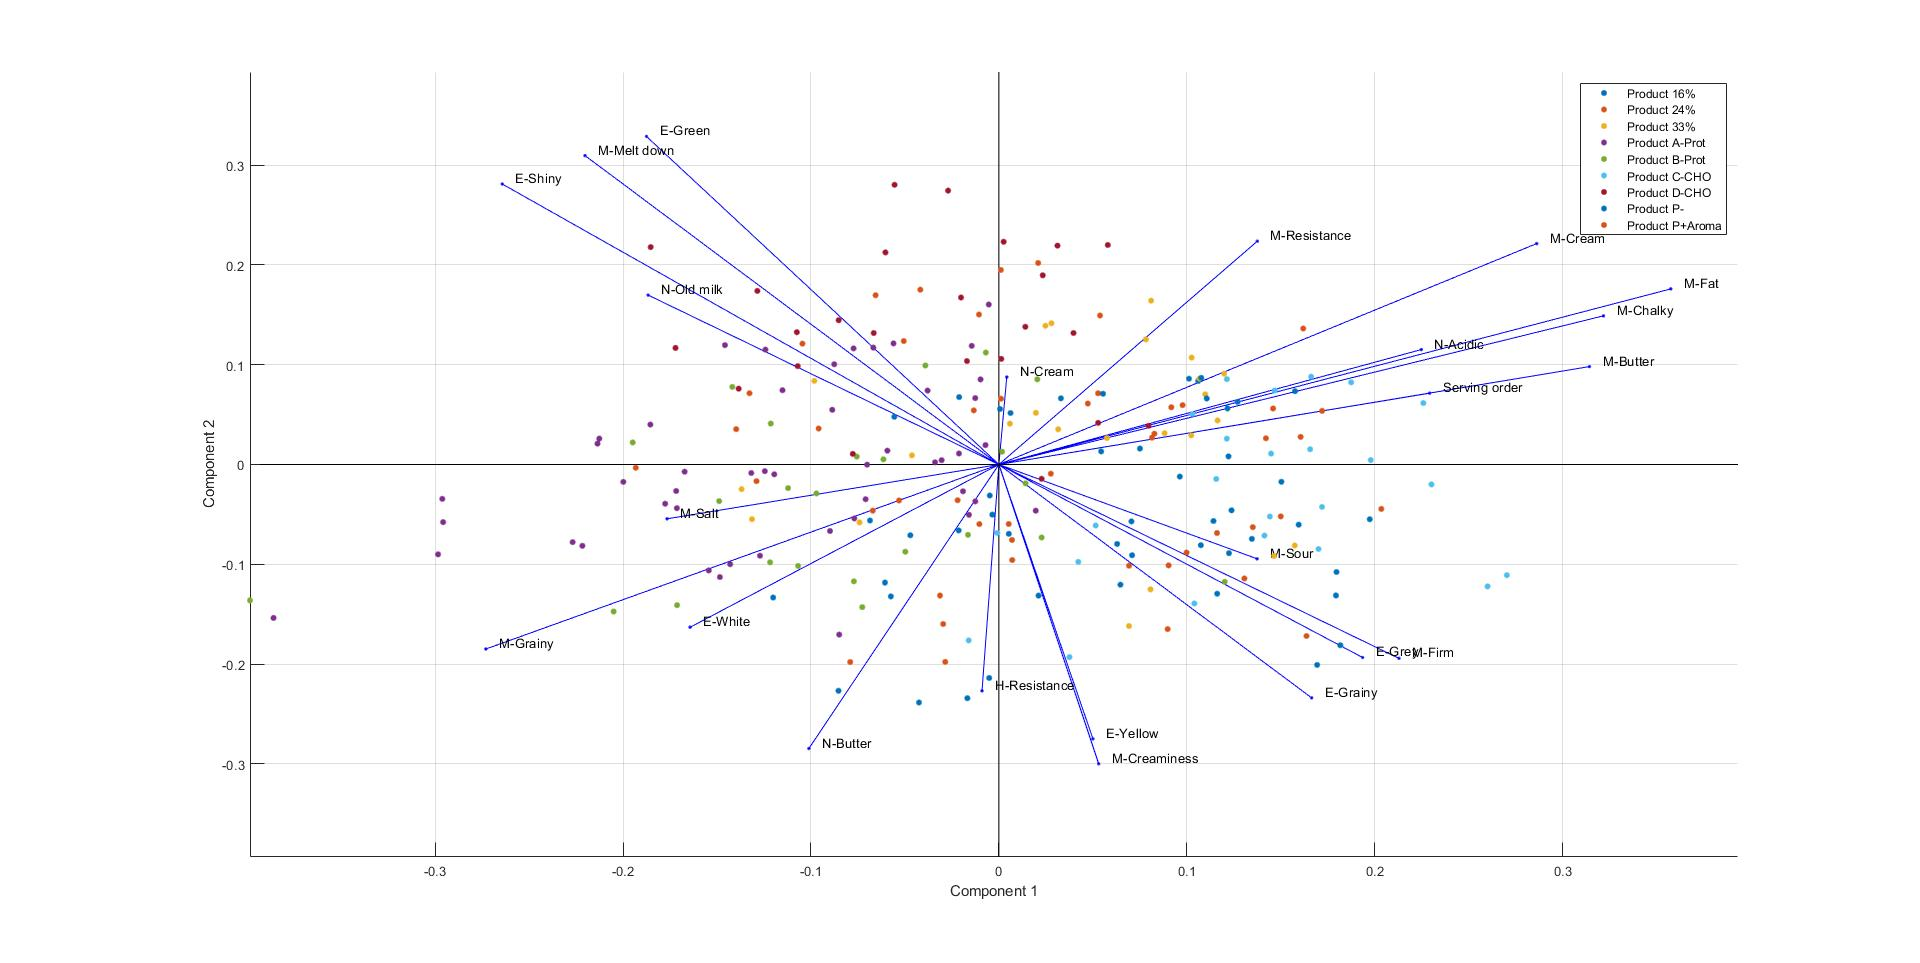 Product 16%
Product 24%
Product 33%
Product A-Prot
Product B-Prot
Product C-CHO
Product D-CHO
Product P-
Product P+Aroma
E-Green
M-Melt down
E-Shiny
M-Resistance
M-Cream
M-Fat
N-Old milk
M-Chalky
N-Acidic
M-Butter
N-Cream
Serving order
M-Salt
M-Sour
E-White
M-Grainy
E-Grey
M-Firm
H-Resistance
E-Grainy
E-Yellow
N-Butter
M-Creaminess
0.3
0.2
0.1
0
-0.1
-0.2
-0.3
Component 2
-0.3
-0.2
-0.1
0
0.1
0.2
0.3
Component 1